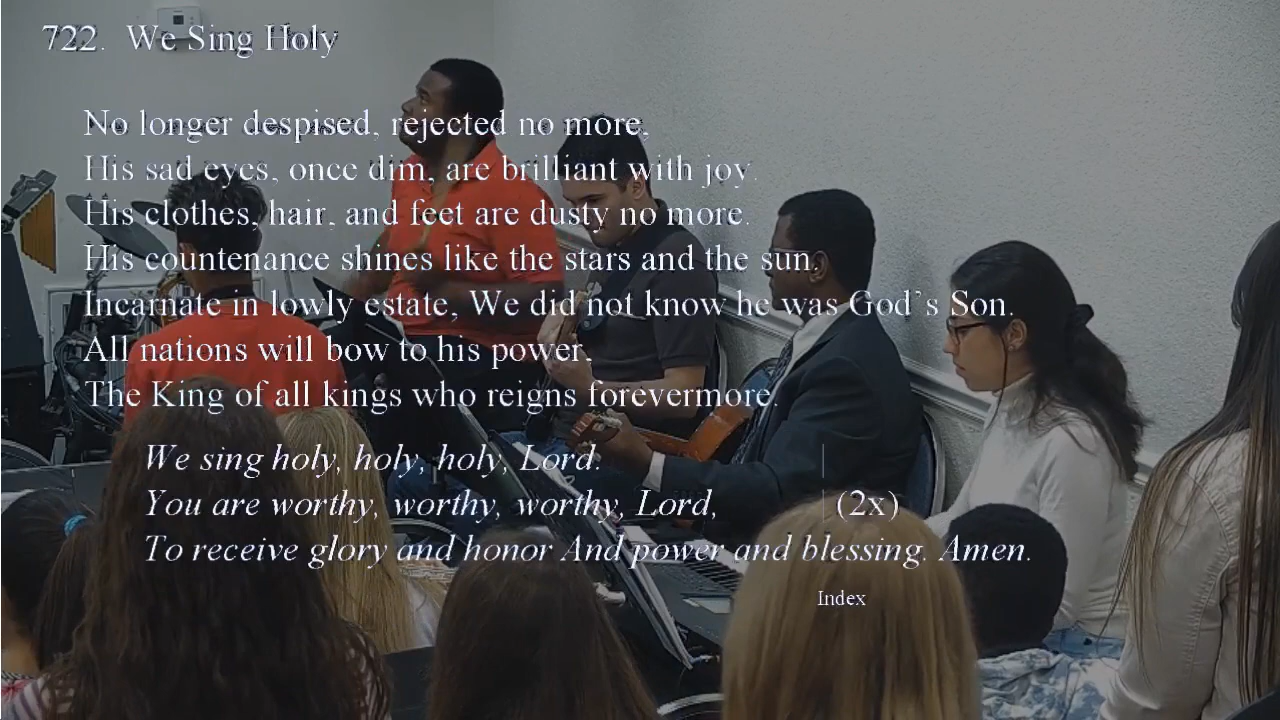 722. We Sing Holy
No longer despised, rejected no more,
His sad eyes, once dim, are brilliant with joy.
His clothes, hair, and feet are dusty no more.
His countenance shines like the stars and the sun.
Incarnate in lowly estate, We did not know he was God's Son.
All nations will bow to his power,
The King of all kings who reigns forevermore.
We sing holy, holy, holy, Lord.
You are worthy, worthy, worthy, Lord, (2x)
To receive glory and honor And power and blessing. Amen.
Index